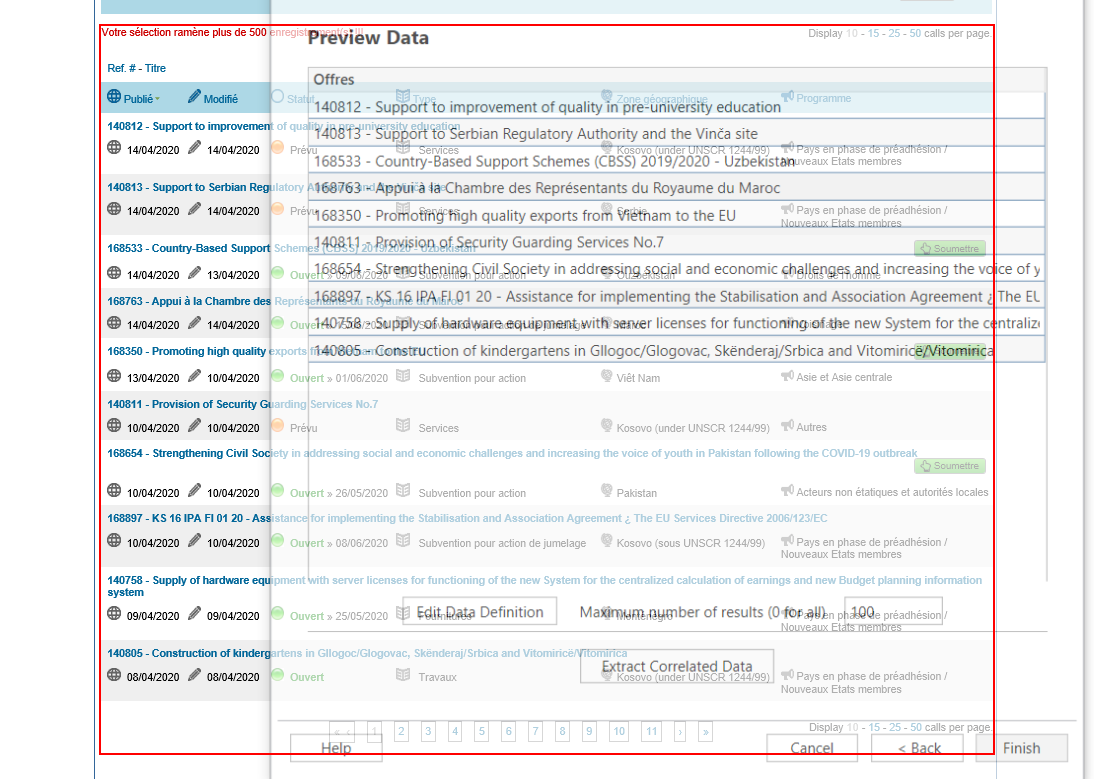 Votre sélection ramène plus de 500 enregistrement(s) !!!
Display 10 - 15 - 25 - 50 calls per page.
Preview Data
Ref. # - Titre
Offres
Publié Modifié Statut Type Zone géographique Programme
140812 - Support to improvement of quality in pre-university education
14/04/2020 14/04/2020 Prévu Services Kosovo (under UNSCR 1244/99) Pays en phase de préadhésion /
Nouveaux Etats membres
140813 - Support to Serbian Regulatory Authority and the Vinča site
14/04/2020 14/04/2020 Prévu Services Serbie Pays en phase de préadhésion /
Nouveaux Etats membres
168533 - Country-Based Support Schemes (CBSS) 2019/2020 - Uzbekistan
Soumettre
14/04/2020 13/04/2020 Ouvert » 09/06/2020 Subvention pour action Ouzbékistan Droits de l'homme
168763 - Appui à la Chambre des Représentants du Royaume du Maroc
14/04/2020 14/04/2020 Ouvert » Subvention pour action de jumelage Maroc
168350 - Promoting high quality exports from Vietnam to the EU
13/04/2020 10/04/2020 Ouvert » 01/06/2020 Subvention pour action Viêt Nam Asie et Asie centrale
140811 - Provision of Security Guarding Services No.7
10/04/2020 10/04/2020 Prévu Services Kosovo (under UNSCR 1244/99) Autres
168654 - Strengthening Civil Society in addressing social and economic challenges and increasing the voice of youth in Pakistan following the COVID-19 outbreak
Soumettre
10/04/2020 10/04/2020 Ouvert » 26/05/2020 Subvention pour action Pakistan Acteurs non étatiques et autorités locales
168897 - KS 16 IPA FI 01 20 - Assistance for implementing the Stabilisation and Association Agreement ¿ The EU Services Directive 2006/123/EC
10/04/2020 10/04/2020 Ouvert » 08/06/2020 Subvention pour action de jumelage Kosovo (sous UNSCR 1244/99) Pays en phase de préadhésion /
Nouveaux Etats membres
140758 - Supply of hardware equipment with server licenses for functioning of the new System for the centralized calculation of earnings and new Budget planning information
system
09/04/2020 09/04/2020 Ouvert » 25/05/2020 Fournitures Monténégro Pays en phase de préadhésion /
Nouveaux Etats membres
140805 - Construction of kindergartens in Gllogoc/Glogovac, Skënderaj/Srbica and Vitomiricë/Vitomirica
08/04/2020 08/04/2020 Ouvert Travaux Kosovo (under UNSCR 1244/99) Pays en phase de préadhésion /
Nouveaux Etats membres
« ‹ 1 2 3 4 5 6 7 8 9 10 11 › »
Display 10 - 15 - 25 - 50 calls per page.
140812 - Support to improvement of quality in pre-university education
140813 - Support to Serbian Regulatory Authority and the Vinča site
168533 - Country-Based Support Schemes (CBSS) 2019/2020 - Uzbekistan
168763 - Appui à la Chambre des Représentants du Royaume du Maroc
168350 - Promoting high quality exports from Vietnam to the EU
140811 - Provision of Security Guarding Services No.7
168654 - Strengthening Civil Society in addressing social and economic challenges and increasing the voice of y
168897 - KS 16 IPA FI 01 20 - Assistance for implementing the Stabilisation and Association Agreement ¿ The EU
140758 - Supply of hardware equipment with server licenses for functioning of the new System for the centraliz
140805 - Construction of kindergartens in Gllogoc/Glogovac, Skënderaj/Srbica and Vitomiricë/Vitomirica
Edit Data Definition Maximum number of results (0 for all) 100
Extract Correlated Data
Help Cancel < Back Finish